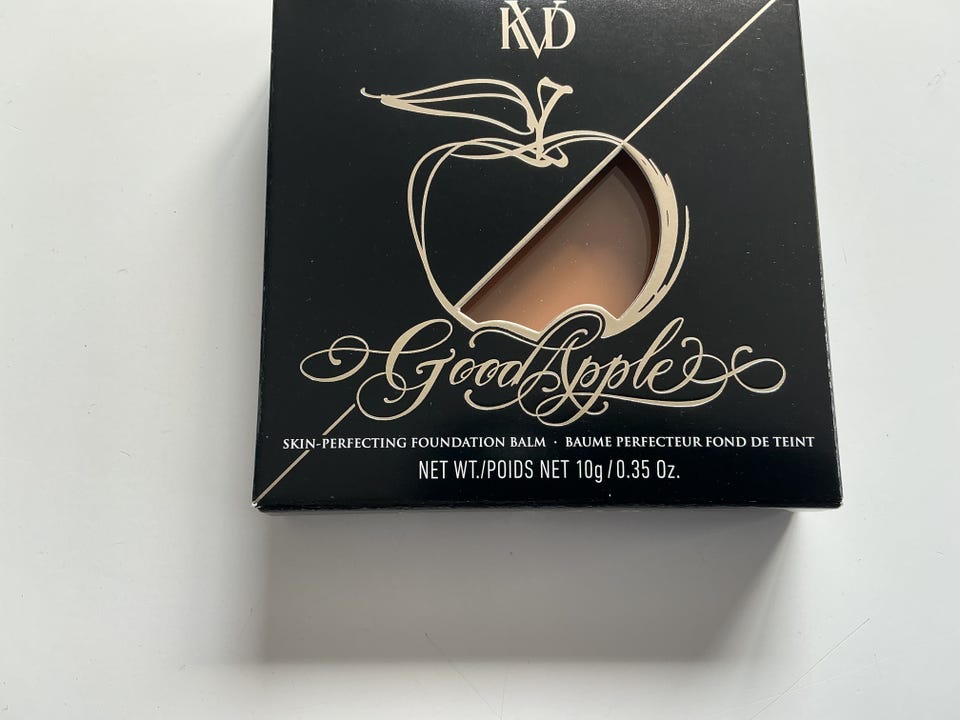 KVD
Good Apple
SKIN-PERFECTING FOUNDATION BALM · BAUME PERFECTEUR FOND DE TEINT
NET WT./POIDS NET 10g/0.35 Oz.